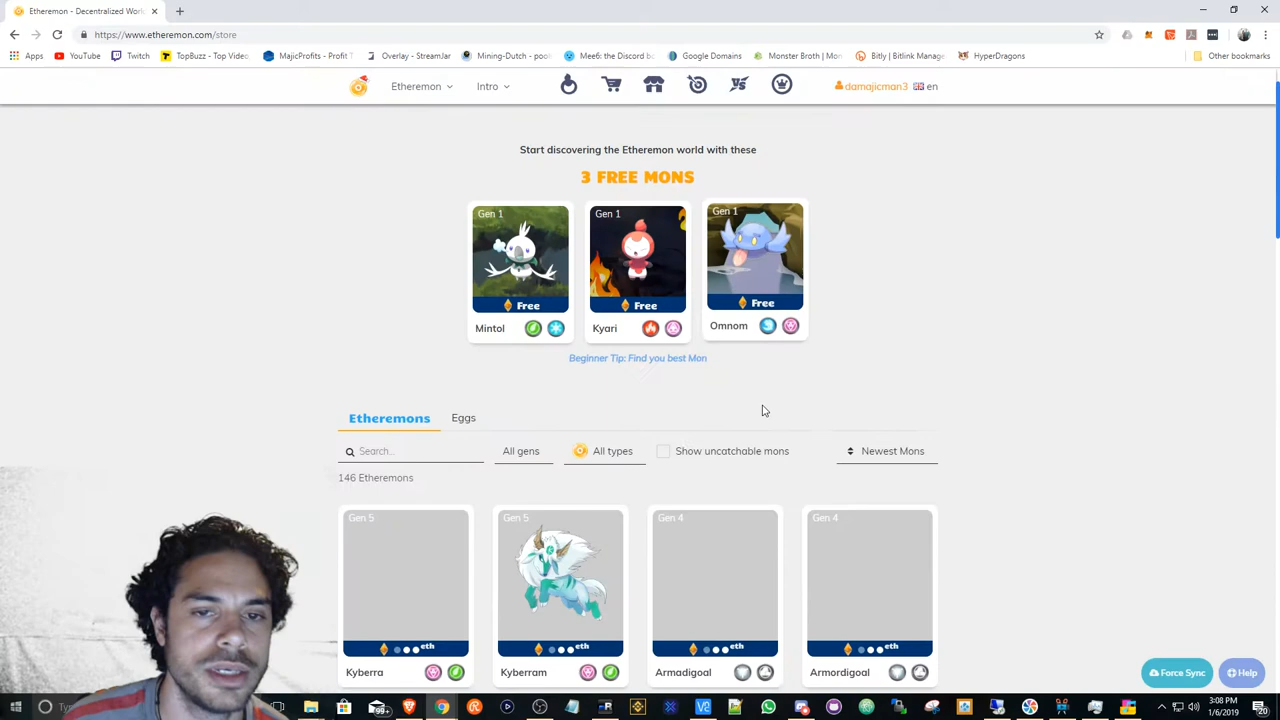 Etheremon - Decentralized Worl
https://www.etheremon.com/store
Apps YouTube Twitch TopBuzz - Top Video MajicProfits - Profit T Overlay - StreamJar Mining-Dutch - pool Mee6: the Discord bo Google Domains Monster Broth | Mon Bitly | Bitlink Manage HyperDragons Other bookmarks
Etheremon Intro damajicman3 en
Start discovering the Etheremon world with these
3 FREE MONS
Gen 1 Gen 1 Gen 1
Free Free Free
Mintol Kyari Omnom
Beginner Tip: Find you best Mon
Etheremons Eggs
Search... All gens All types Show uncatchable mons Newest Mons
146 Etheremons
Gen 5 Gen 5 Gen 4 Gen 4
eth eth eth eth
Kyberra Kyberram Armadigoal Armordigoal
Force Sync Help
99+ 3:08 PM
1/6/2019 20